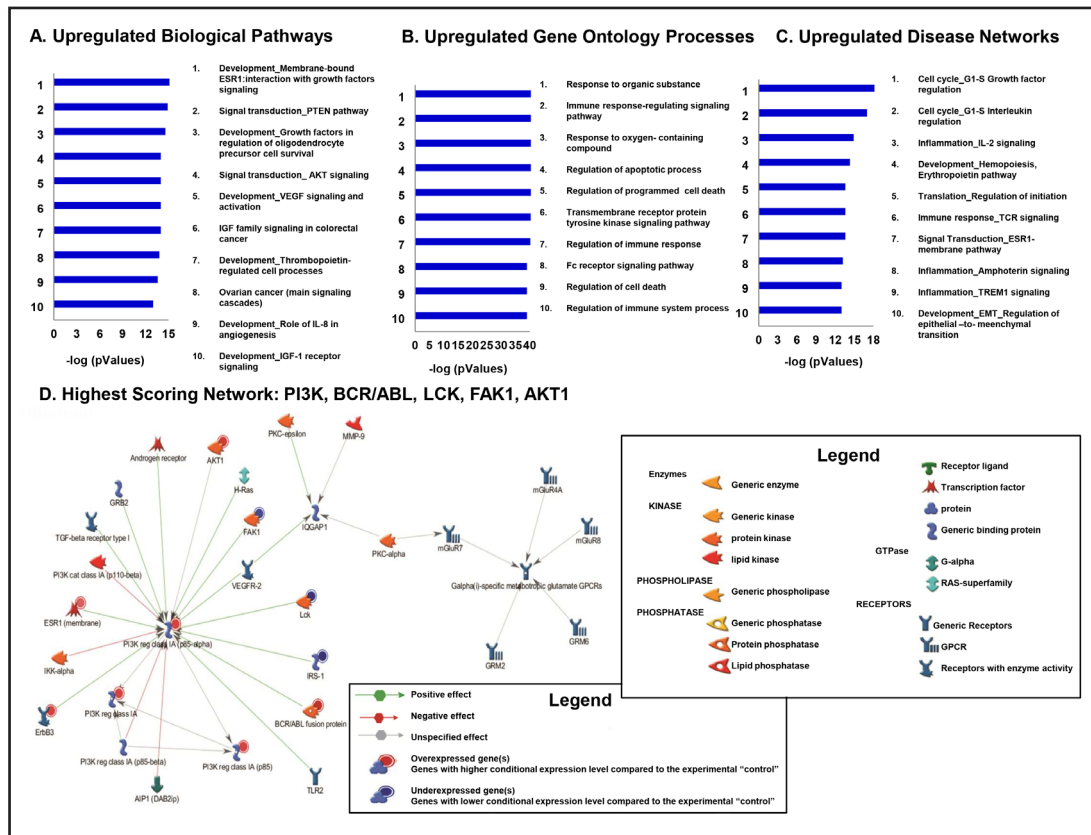 A. Upregulated Biological Pathways
1
2
3
4
5
6
7
8
9
10
0 3 6 9 12 15
-log (pValues)
1. Development_Membrane-bound
ESR1:interaction with growth factors
signaling
2. Signal transduction_PTEN pathway
3. Development_Growth factors in
regulation of oligodendrocyte
precursor cell survival
4. Signal transduction_ AKT signaling
5. Development_VEGF signaling and
activation
6. IGF family signaling in colorectal
cancer
7. Development_Thrombopoietin-
regulated cell processes
8. Ovarian cancer (main signaling
cascades)
9. Development_Role of IL-8 in
angiogenesis
10. Development_IGF-1 receptor
signaling
B. Upregulated Gene Ontology Processes
1
2
3
4
5
6
7
8
9
10
0 5 10 15 20 25 30 35 40
-log (pValues)
1. Response to organic substance
2. Immune response-regulating signaling
pathway
3. Response to oxygen- containing
compound
4. Regulation of apoptotic process
5. Regulation of programmed cell death
6. Transmembrane receptor protein
tyrosine kinase signaling pathway
7. Regulation of immune response
8. Fc receptor signaling pathway
9. Regulation of cell death
10. Regulation of immune system process
C. Upregulated Disease Networks
1
2
3
4
5
6
7
8
9
10
0 3 6 9 12 15 18
-log (pValues)
1. Cell cycle_G1-S Growth factor
regulation
2. Cell cycle_G1-S Interleukin
regulation
3. Inflammation_IL-2 signaling
4. Development_Hemopoiesis,
Erythropoietin pathway
5. Translation_Regulation of initiation
6. Immune response_TCR signaling
7. Signal Transduction_ESR1-
membrane pathway
8. Inflammation_Amphoterin signaling
9. Inflammation_TREM1 signaling
10. Development_EMT_Regulation of
epithelial –to- meenchymal
transition
D. Highest Scoring Network: PI3K, BCR/ABL, LCK, FAK1, AKT1
Androgen receptor
AKT1
PKC-epsilon
MMP-9
GRB2
H-Ras
mGluR4A
TGF-beta receptor type I
FAK1
IQGAP1
PKC-alpha
mGluR7
mGluR8
PI3K cat class IA (p110-beta)
VEGFR-2
Galpha(i)-specific metabotropic glutamate GPCRs
ESR1 (membrane)
Lck
PI3K reg class IA (p85-alpha)
GRM6
GRM2
IKK-alpha
IRS-1
PI3K reg class IA
ErbB3
BCR/ABL fusion protein
PI3K reg class IA (p85-beta)
PI3K reg class IA (p85)
AIP1 (DAB2ip)
TLR2
Legend
Positive effect
Negative effect
Unspecified effect
Overexpressed gene(s)
Genes with higher conditional expression level compared to the experimental “control”
Underexpressed gene(s)
Genes with lower conditional expression level compared to the experimental “control”
Legend
Enzymes
Generic enzyme
KINASE
Generic kinase
protein kinase
lipid kinase
PHOSPHOLIPASE
Generic phospholipase
PHOSPHATASE
Generic phosphatase
Protein phosphatase
Lipid phosphatase
Receptor ligand
Transcription factor
protein
Generic binding protein
GTPase
G-alpha
RAS-superfamily
RECEPTORS
Generic Receptors
GPCR
Receptors with enzyme activity